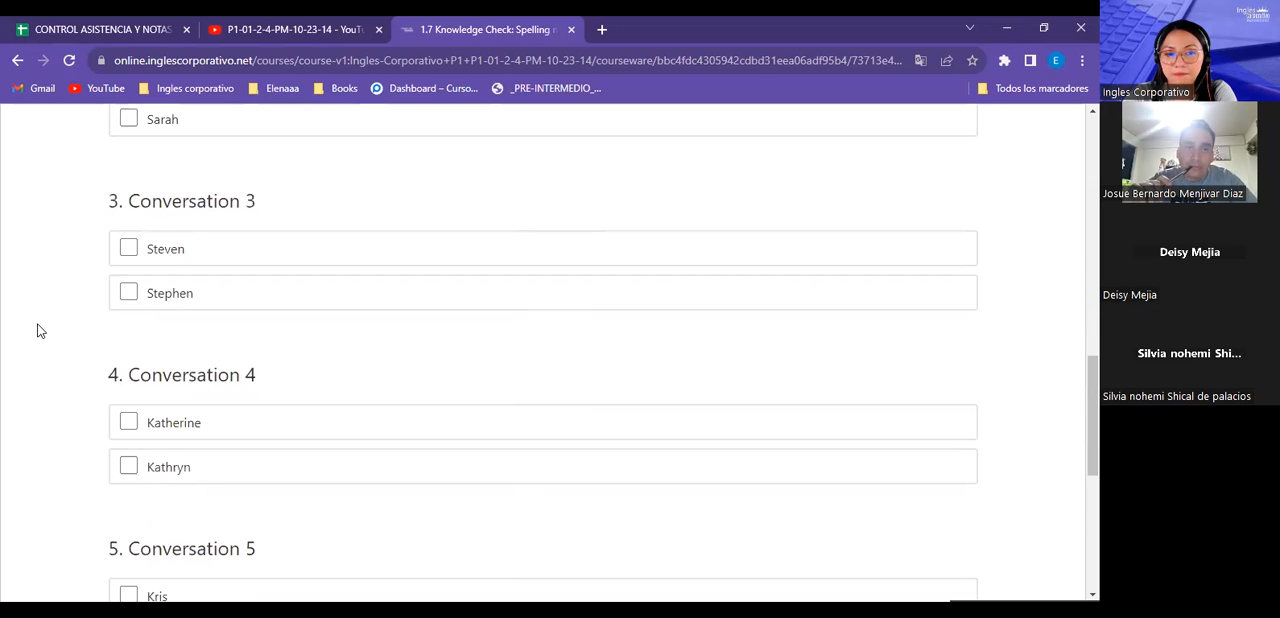 CONTROL ASISTENCIA Y NOTAS
P1-01-2-4-PM-10-23-14 - YouT
1.7 Knowledge Check: Spelling
online.inglescorporativo.net/courses/course-v1:Ingles-Corporativo+P1+P1-01-2-4-PM-10-23-14/courseware/bbc4fdc4305942cdbd31eea06adf95b4/73713e4...
E
Gmail
YouTube
Ingles corporativo
Elenaaa
Books
Dashboard – Curso...
_PRE-INTERMEDIO_...
Todos los marcadores
Sarah
3. Conversation 3
Steven
Stephen
4. Conversation 4
Katherine
Kathryn
5. Conversation 5
Kris
Ingles
Ingles Corporativo
Josue Bernardo Menjivar Diaz
Deisy Mejia
Deisy Mejia
Silvia nohemi Shi...
Silvia nohemi Shical de palacios